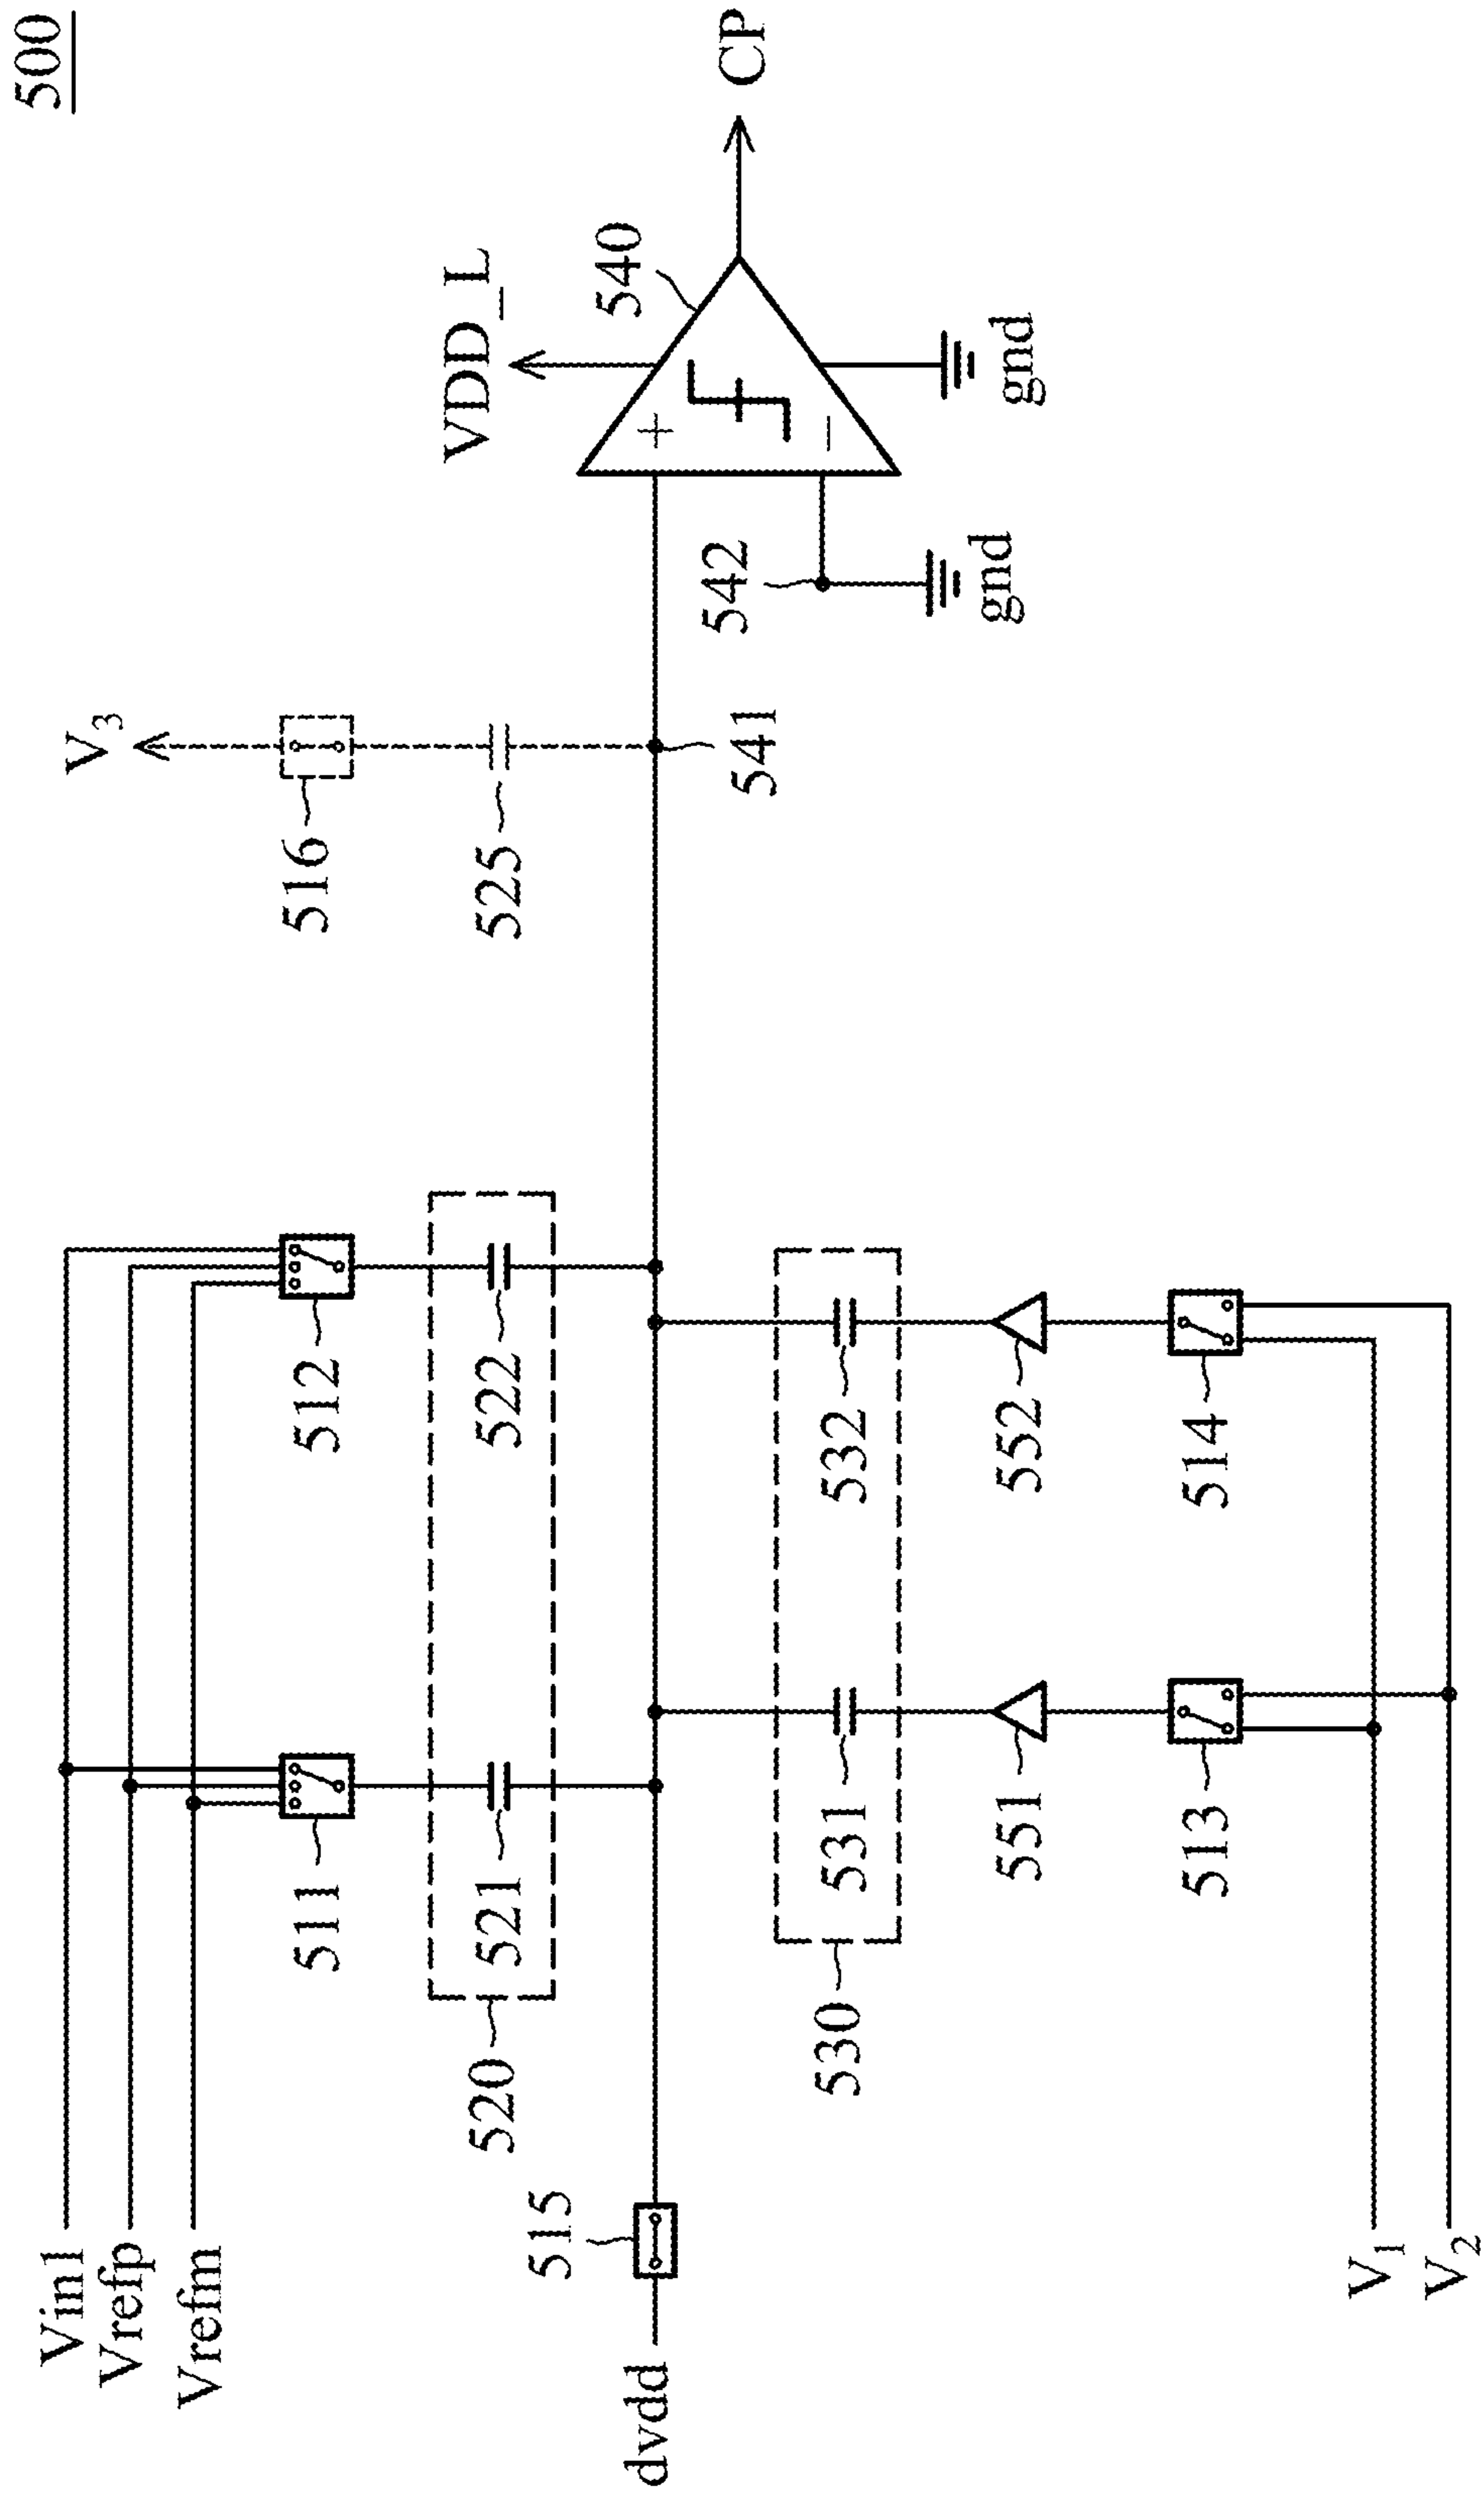 500
Vin1
Vrefp
Vrefm
511
512
516
V3
520
521
522
525
VDD_L
540
CP
dvdd
515
541
542
gnd
gnd
530
531
532
551
552
513
514
V1
V2
+
−